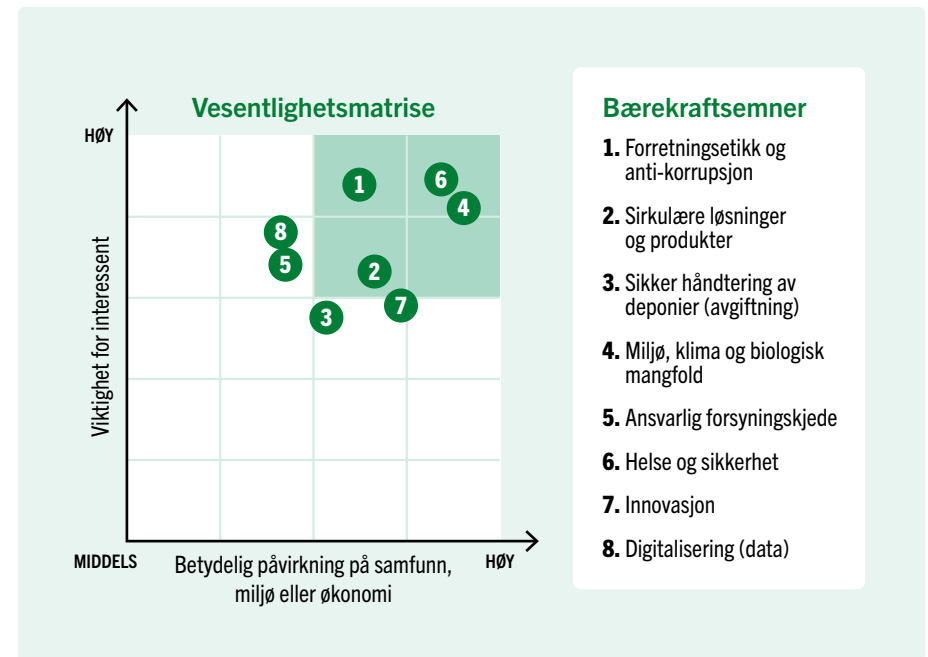 Vesentlighetsmatrise
HØY
1
6
4
8
5
2
7
3
Viktighet for interessent
MIDDELS
Betydelig påvirkning på samfunn,
miljø eller økonomi
HØY
Bærekraftsemner
1. Forretningsetikk og
anti-korrupsjon
2. Sirkulære løsninger
og produkter
3. Sikker håndtering av
deponier (avgiftning)
4. Miljø, klima og biologisk
mangfold
5. Ansvarlig forsyningskjede
6. Helse og sikkerhet
7. Innovasjon
8. Digitalisering (data)